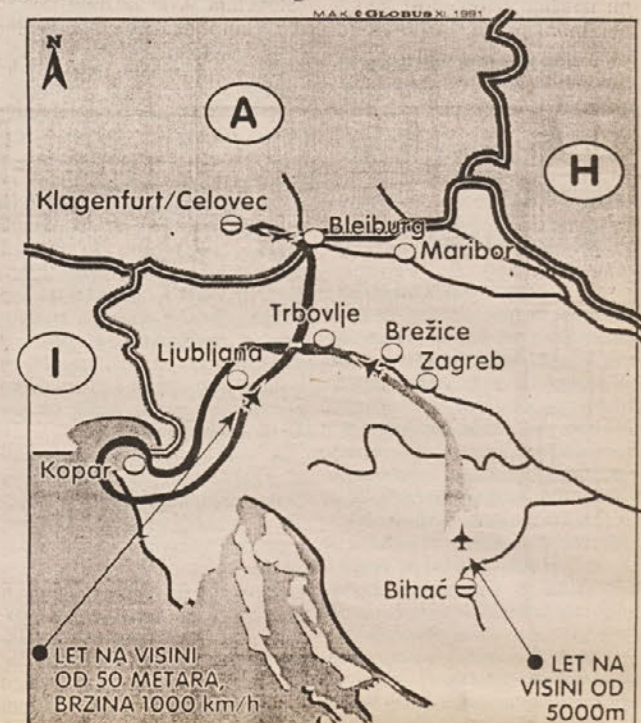 MAK © GLOBUS XI. 1991
N
A
H
Klagenfurt/Celovec
Bleiburg
Maribor
Trbovlje
Brežice
Ljubljana
Zagreb
I
Kopar
Bihać
LET NA VISINI
OD 50 METARA,
BRZINA 1000 km/h
LET NA
VISINI OD
5000m